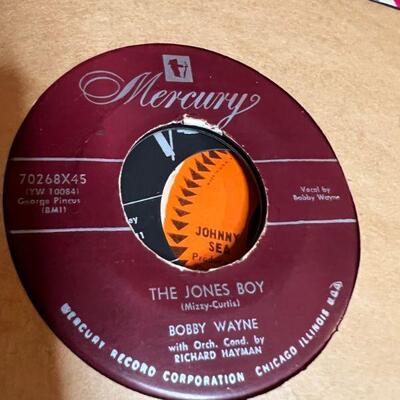 Mercury
70268X45
(YW 10084)
George Pincus
(BMI)
Vocal by
Bobby Wayne
JOHNNY
SEA
THE JONES BOY
(Mizzy-Curtis)
BOBBY WAYNE
with Orch. Cond. by
RICHARD HAYMAN
MERCURY RECORD CORPORATION CHICAGO ILLINOIS U.S.A.